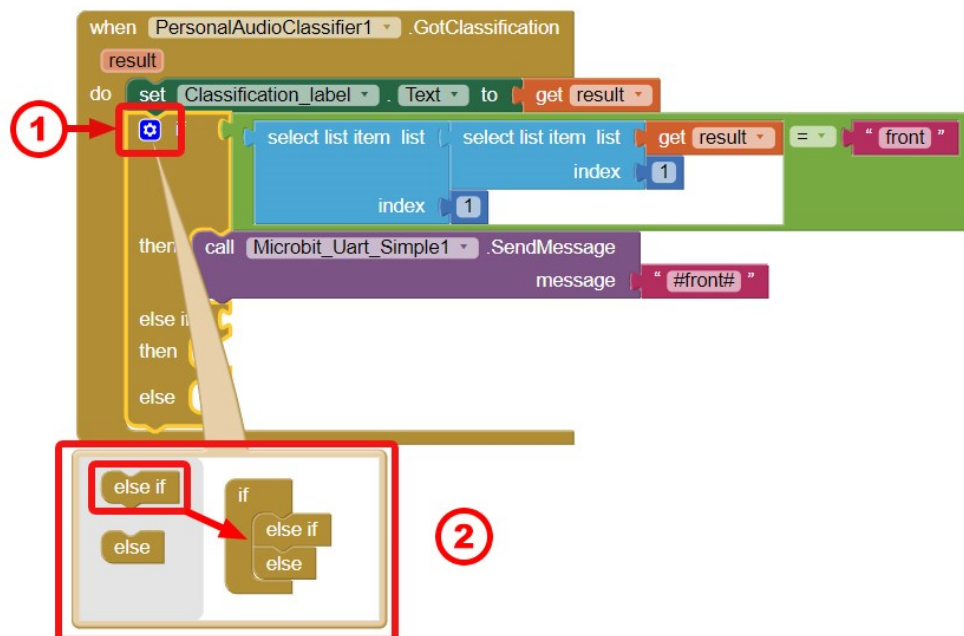 when PersonalAudioClassifier1 .GotClassification
result
do set Classification_label . Text to get result
1
if select list item list select list item list get result = " front "
index 1
index 1
then call Microbit_Uart_Simple1 .SendMessage
message " #front# "
else if
then
else
else if
else
if
else if
else
2